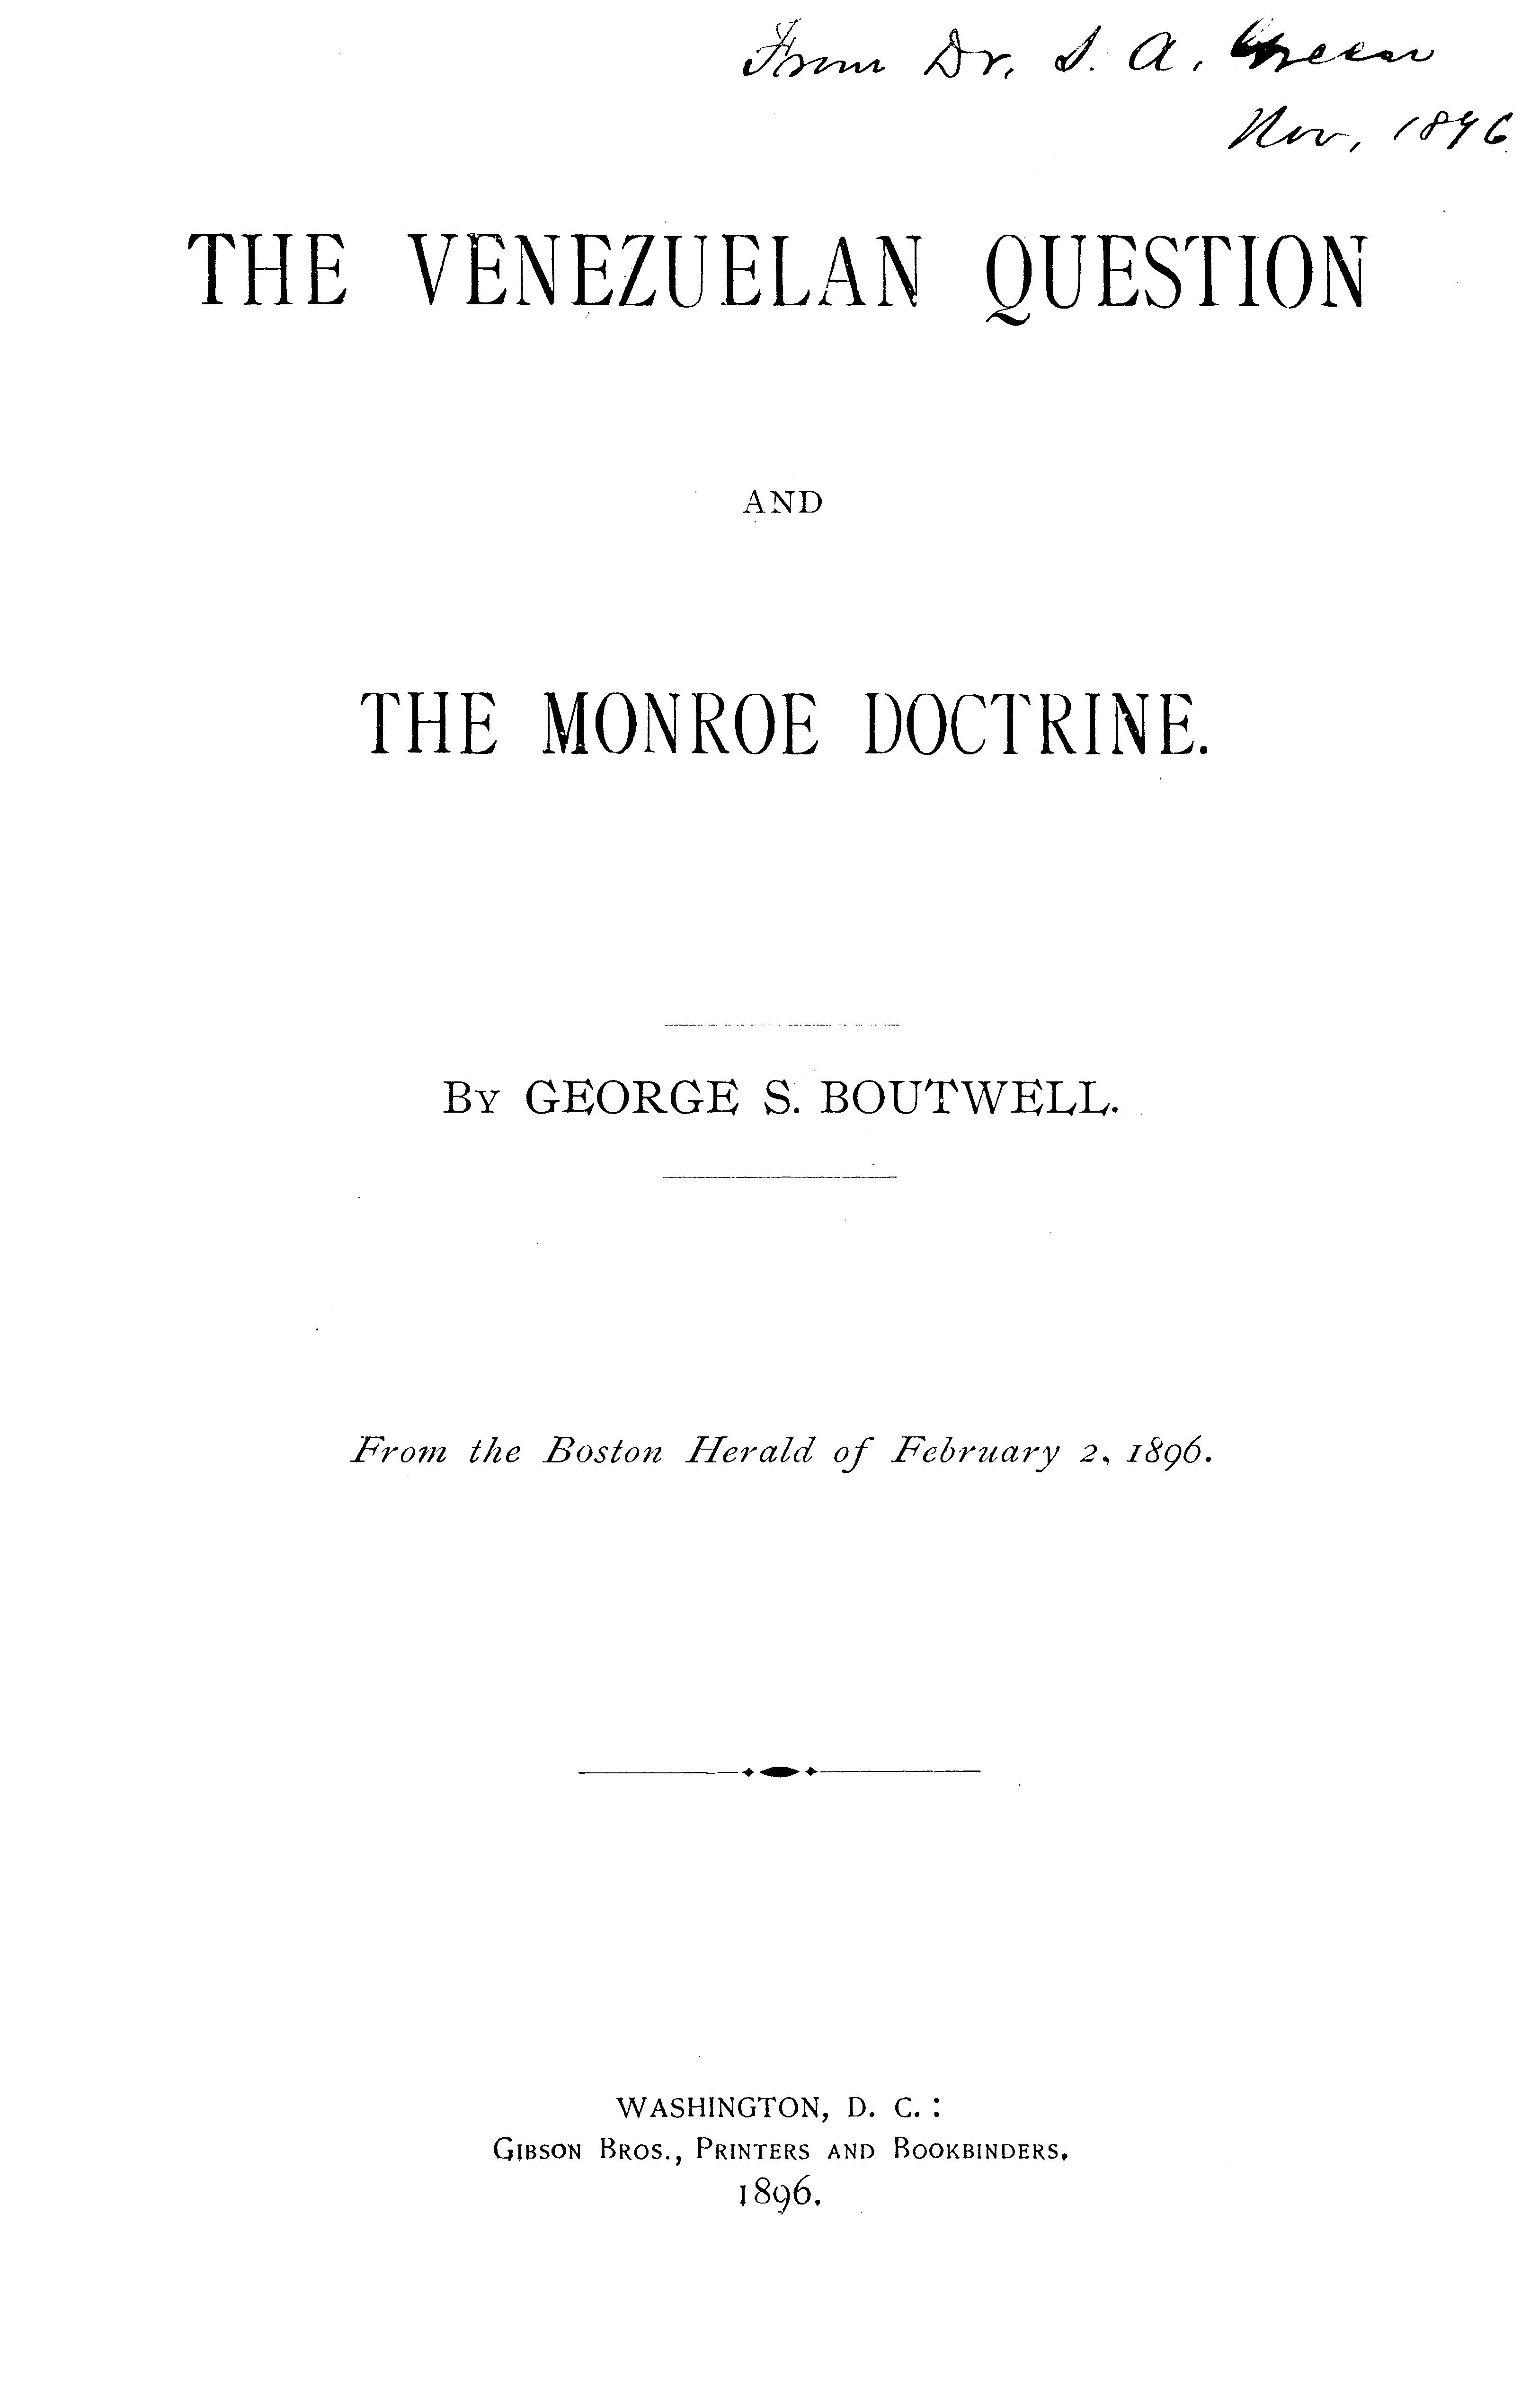 From Dr. S. A. Green
Nov, 1896
THE VENEZUELAN QUESTION
AND
THE MONROE DOCTRINE.
BY GEORGE S. BOUTWELL.
From the Boston Herald of February 2, 1896.
WASHINGTON, D. C.:
GIBSON BROS., PRINTERS AND BOOKBINDERS.
1896.